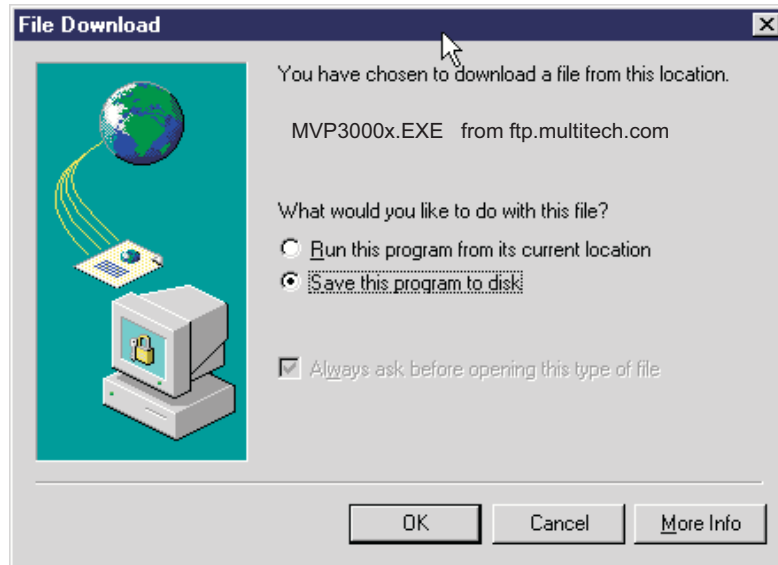 File Download
You have chosen to download a file from this location.
MVP3000x.EXE from ftp.multitech.com
What would you like to do with this file?
Run this program from its current location
Save this program to disk
Always ask before opening this type of file
OK
Cancel
More Info